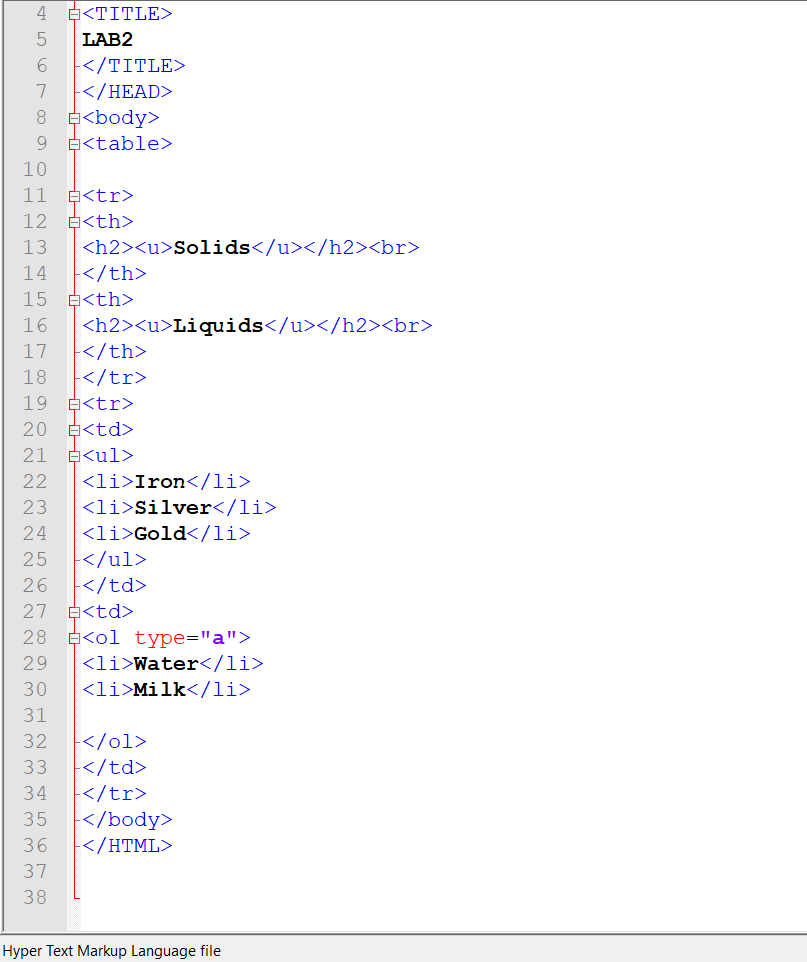 4 <TITLE>
5 LAB2
6 </TITLE>
7 </HEAD>
8 <body>
9 <table>
10
11 <tr>
12 <th>
13 <h2><u>Solids</u></h2><br>
14 </th>
15 <th>
16 <h2><u>Liquids</u></h2><br>
17 </th>
18 </tr>
19 <tr>
20 <td>
21 <ul>
22 <li>Iron</li>
23 <li>Silver</li>
24 <li>Gold</li>
25 </ul>
26 </td>
27 <td>
28 <ol type="a">
29 <li>Water</li>
30 <li>Milk</li>
31
32 </ol>
33 </td>
34 </tr>
35 </body>
36 </HTML>
37
38
Hyper Text Markup Language file